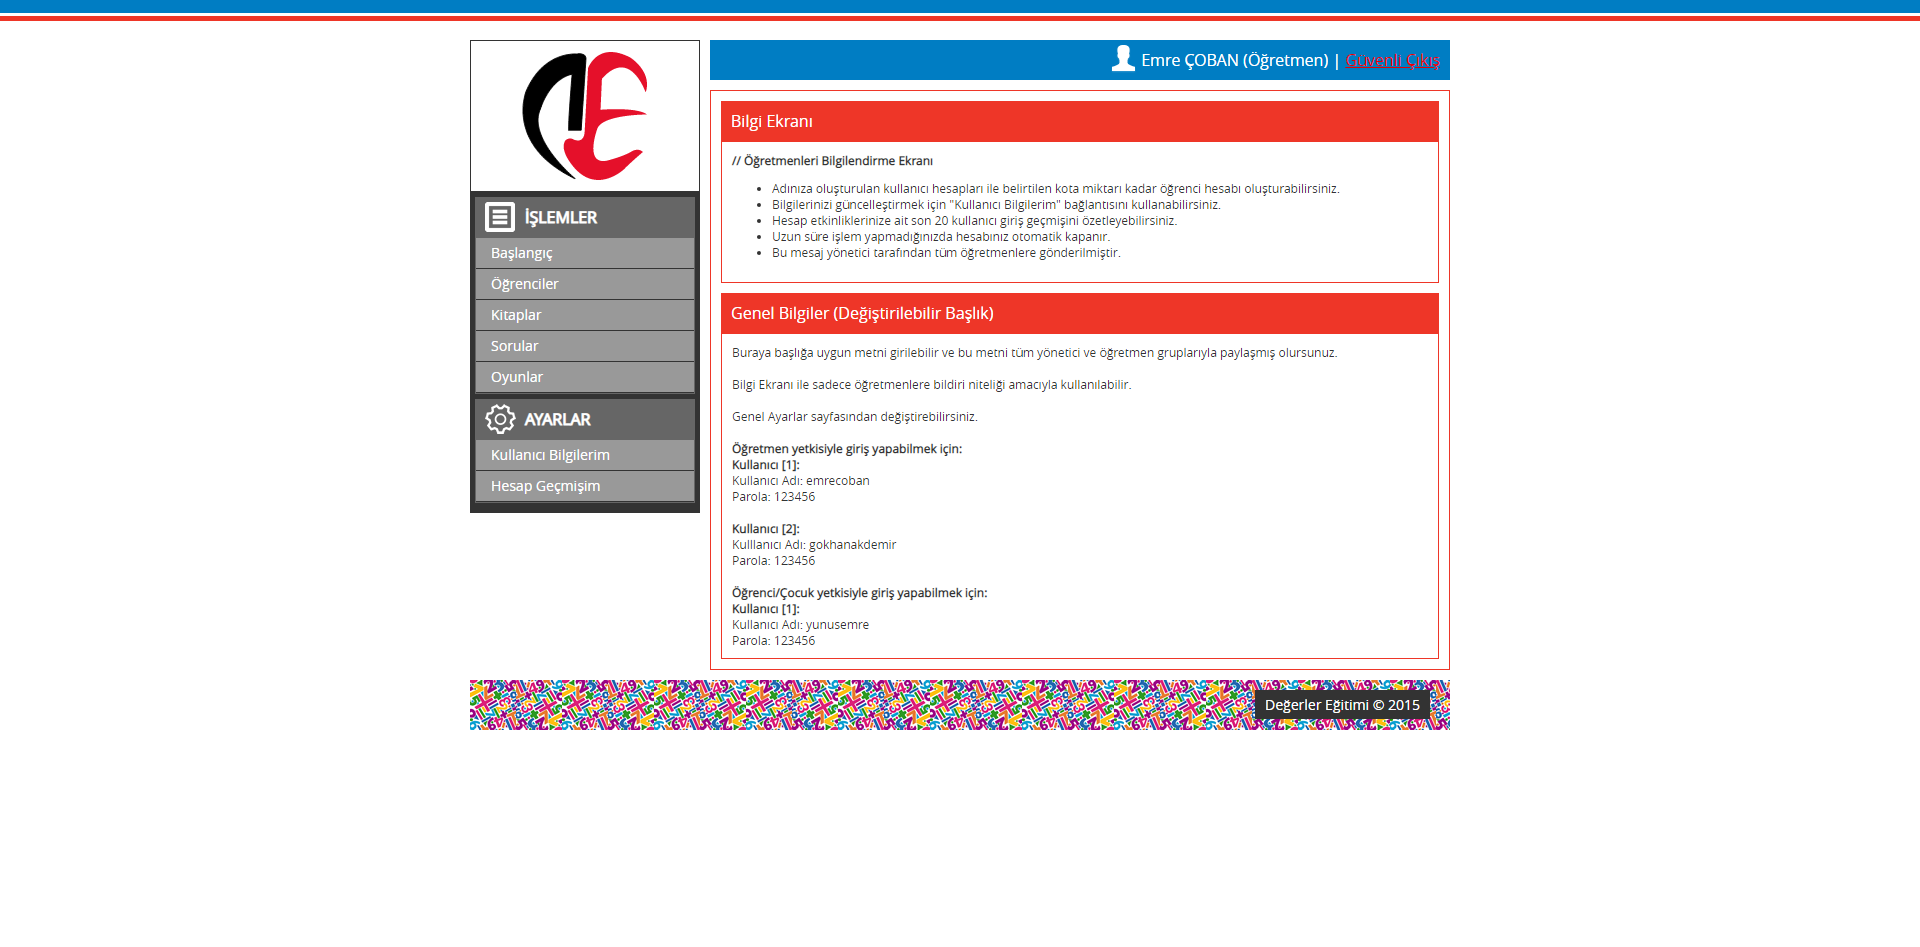 Emre ÇOBAN (Öğretmen) | Güvenli Çıkış
İŞLEMLER
Başlangıç
Öğrenciler
Kitaplar
Sorular
Oyunlar
AYARLAR
Kullanıcı Bilgilerim
Hesap Geçmişim
Bilgi Ekranı
// Öğretmenleri Bilgilendirme Ekranı
• Adınıza oluşturulan kullanıcı hesapları ile belirtilen kota miktarı kadar öğrenci hesabı oluşturabilirsiniz.
• Bilgilerinizi güncelleştirmek için "Kullanıcı Bilgilerim" bağlantısını kullanabilirsiniz.
• Hesap etkinliklerinize ait son 20 kullanıcı giriş geçmişini özetleyebilirsiniz.
• Uzun süre işlem yapmadığınızda hesabınız otomatik kapanır.
• Bu mesaj yönetici tarafından tüm öğretmenlere gönderilmiştir.
Genel Bilgiler (Değiştirilebilir Başlık)
Buraya başlığa uygun metni girilebilir ve bu metni tüm yönetici ve öğretmen gruplarıyla paylaşmış olursunuz.
Bilgi Ekranı ile sadece öğretmenlere bildiri niteliği amacıyla kullanılabilir.
Genel Ayarlar sayfasından değiştirebilirsiniz.
Öğretmen yetkisiyle giriş yapabilmek için:
Kullanıcı [1]:
Kullanıcı Adı: emrecoban
Parola: 123456
Kullanıcı [2]:
Kulllanıcı Adı: gokhanakdemir
Parola: 123456
Öğrenci/Çocuk yetkisiyle giriş yapabilmek için:
Kullanıcı [1]:
Kullanıcı Adı: yunusemre
Parola: 123456
Değerler Eğitimi © 2015